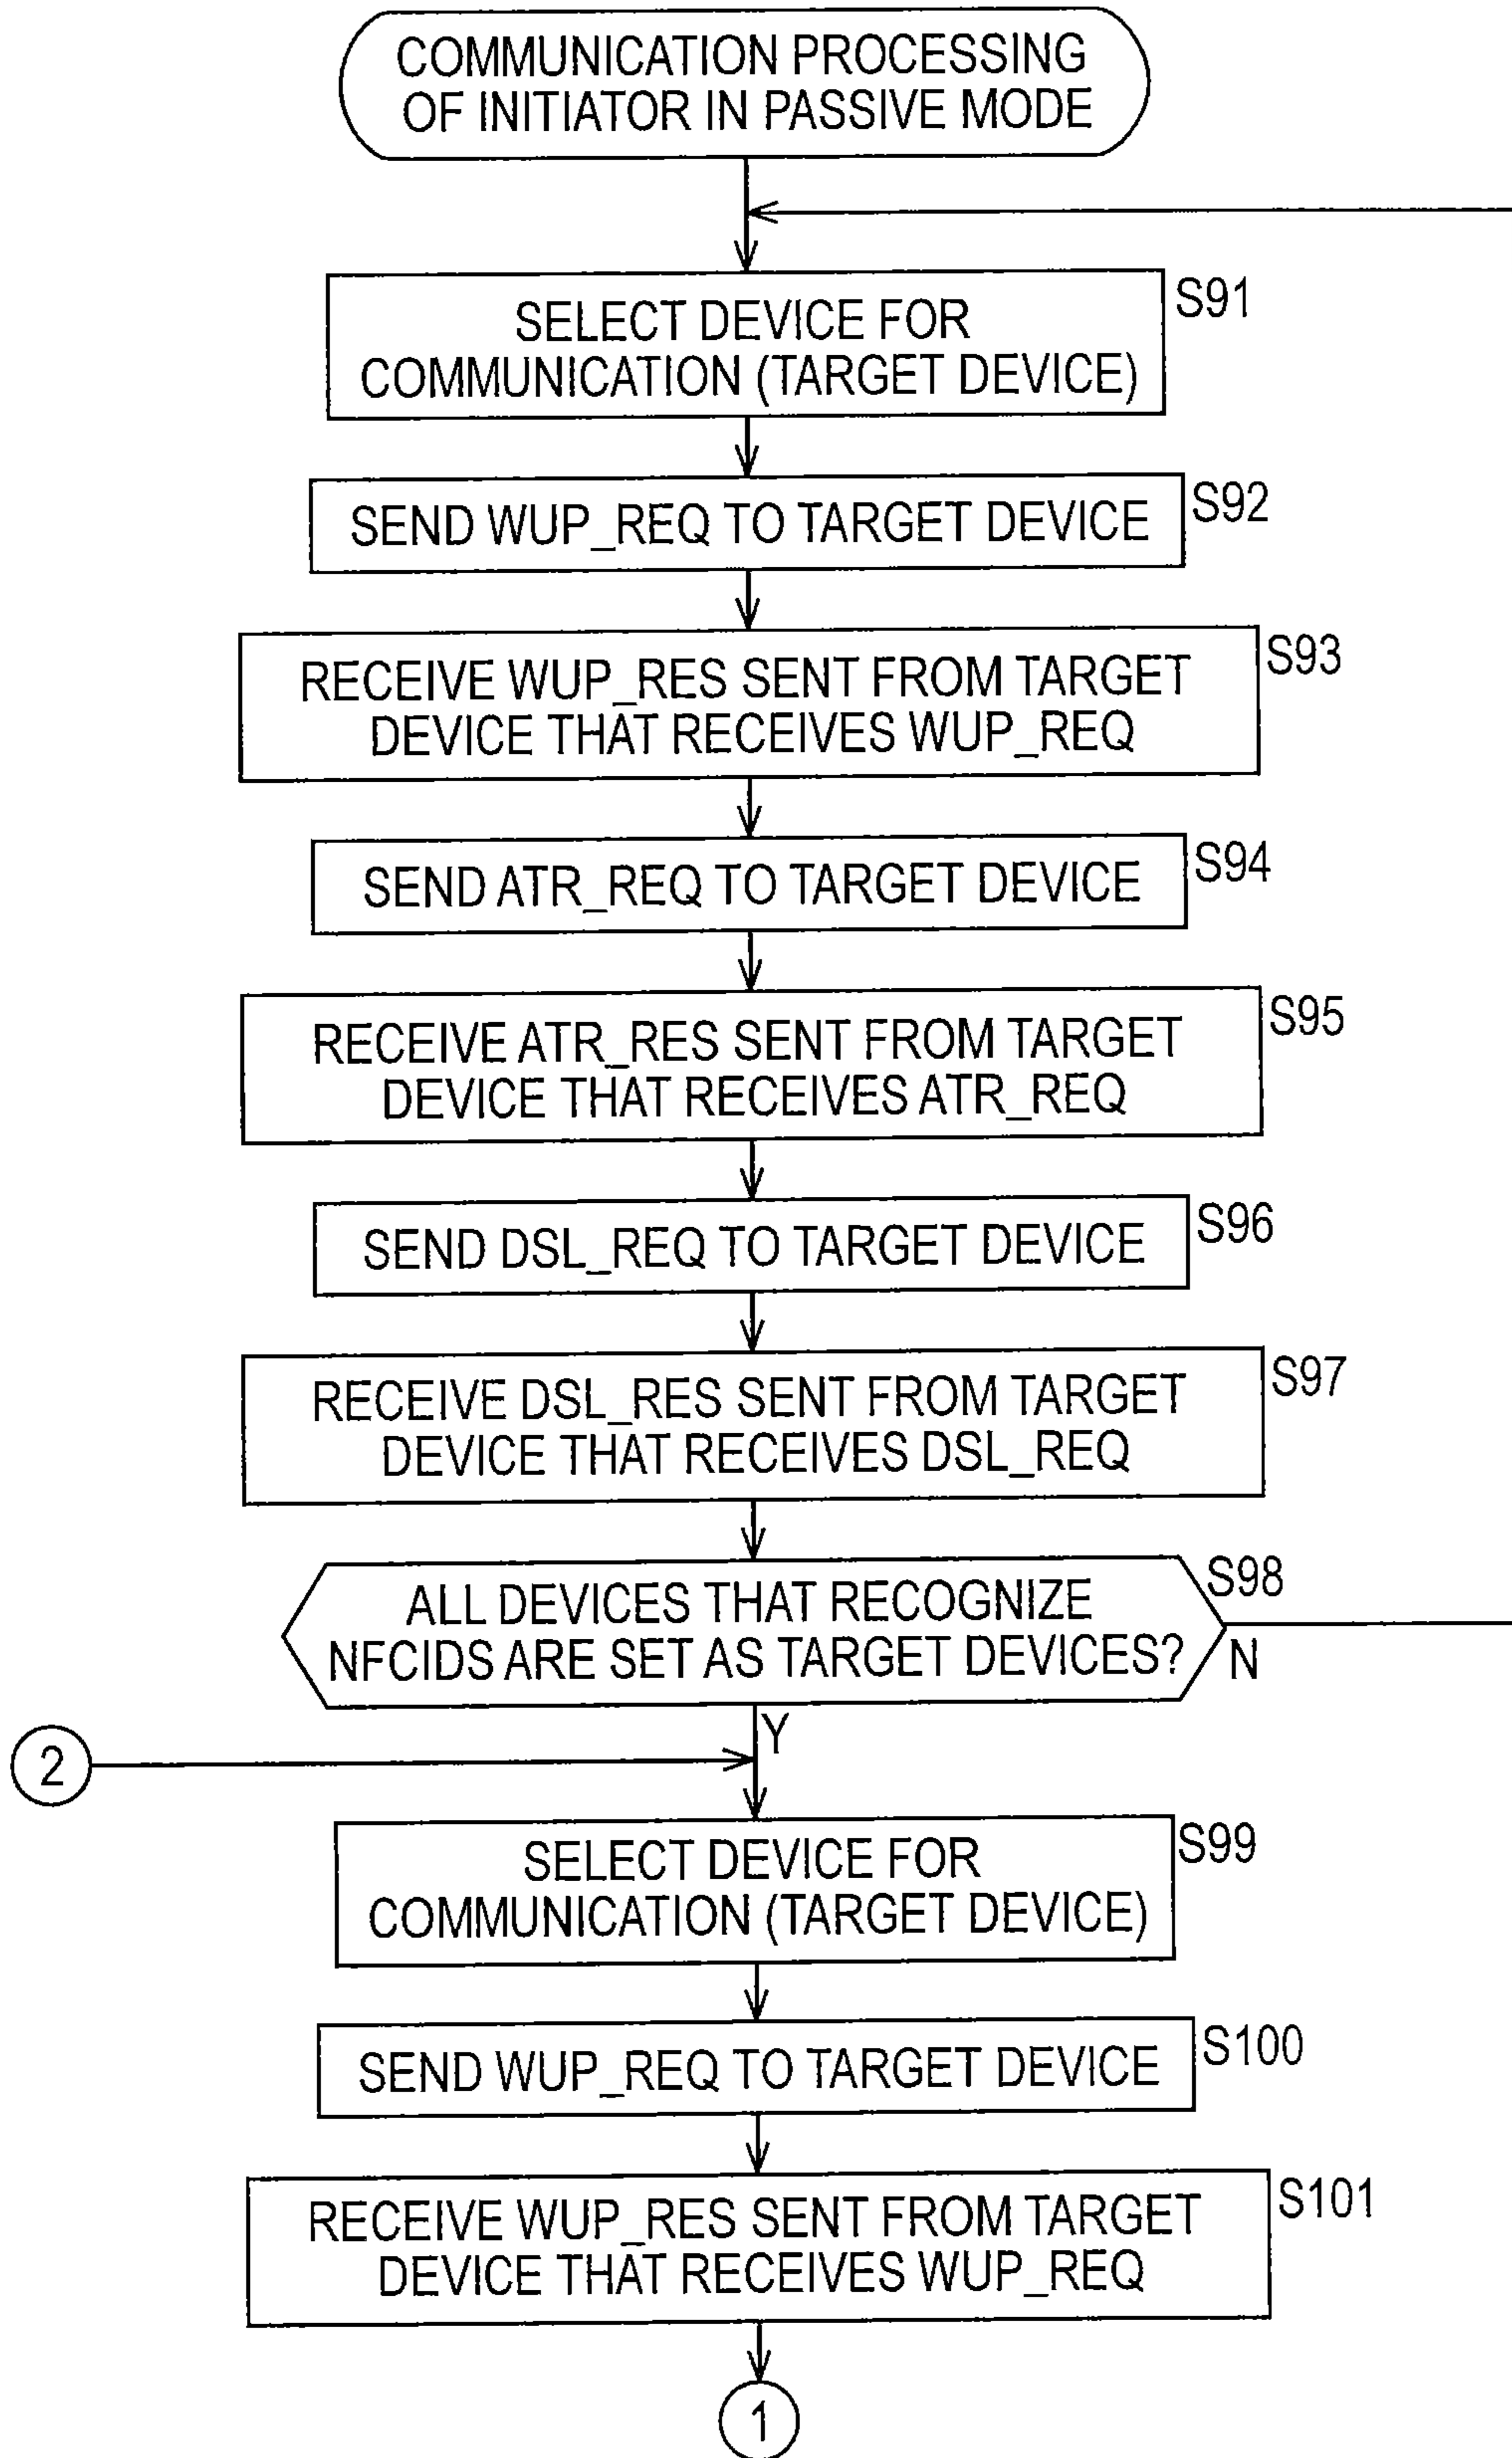 COMMUNICATION PROCESSING
OF INITIATOR IN PASSIVE MODE
SELECT DEVICE FOR
COMMUNICATION (TARGET DEVICE)
S91
SEND WUP_REQ TO TARGET DEVICE
S92
RECEIVE WUP_RES SENT FROM TARGET
DEVICE THAT RECEIVES WUP_REQ
S93
SEND ATR_REQ TO TARGET DEVICE
S94
RECEIVE ATR_RES SENT FROM TARGET
DEVICE THAT RECEIVES ATR_REQ
S95
SEND DSL_REQ TO TARGET DEVICE
S96
RECEIVE DSL_RES SENT FROM TARGET
DEVICE THAT RECEIVES DSL_REQ
S97
ALL DEVICES THAT RECOGNIZE
NFCIDS ARE SET AS TARGET DEVICES?
S98
N
Y
2
SELECT DEVICE FOR
COMMUNICATION (TARGET DEVICE)
S99
SEND WUP_REQ TO TARGET DEVICE
S100
RECEIVE WUP_RES SENT FROM TARGET
DEVICE THAT RECEIVES WUP_REQ
S101
1